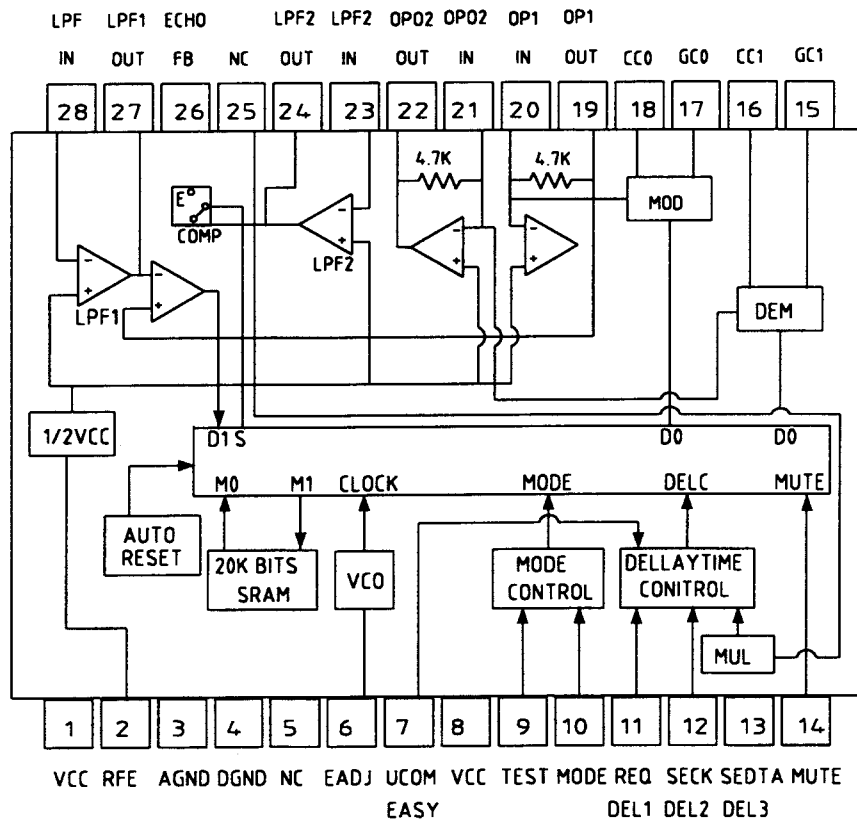 LPF LPF1 ECHO LPF2 LPF2 OPO2 OPO2 OP1 OP1
IN OUT FB NC OUT IN OUT IN IN OUT CC0 GC0 CC1 GC1
28 27 26 25 24 23 22 21 20 19 18 17 16 15
4.7K 4.7K
E
COMP
MOD
- + LPF1
- +
- + LPF2
- +
- +
DEM
1/2VCC
D1 S D0 D0
M0 M1 CLOCK MODE DELC MUTE
AUTO
RESET
20K BITS
SRAM
VCO
MODE
CONTROL
DELLAYTIME
CONITROL
MUL
1 2 3 4 5 6 7 8 9 10 11 12 13 14
VCC RFE AGND DGND NC EADJ UCOM VCC TEST MODE REQ SECK SEDTA MUTE
EASY DEL1 DEL2 DEL3